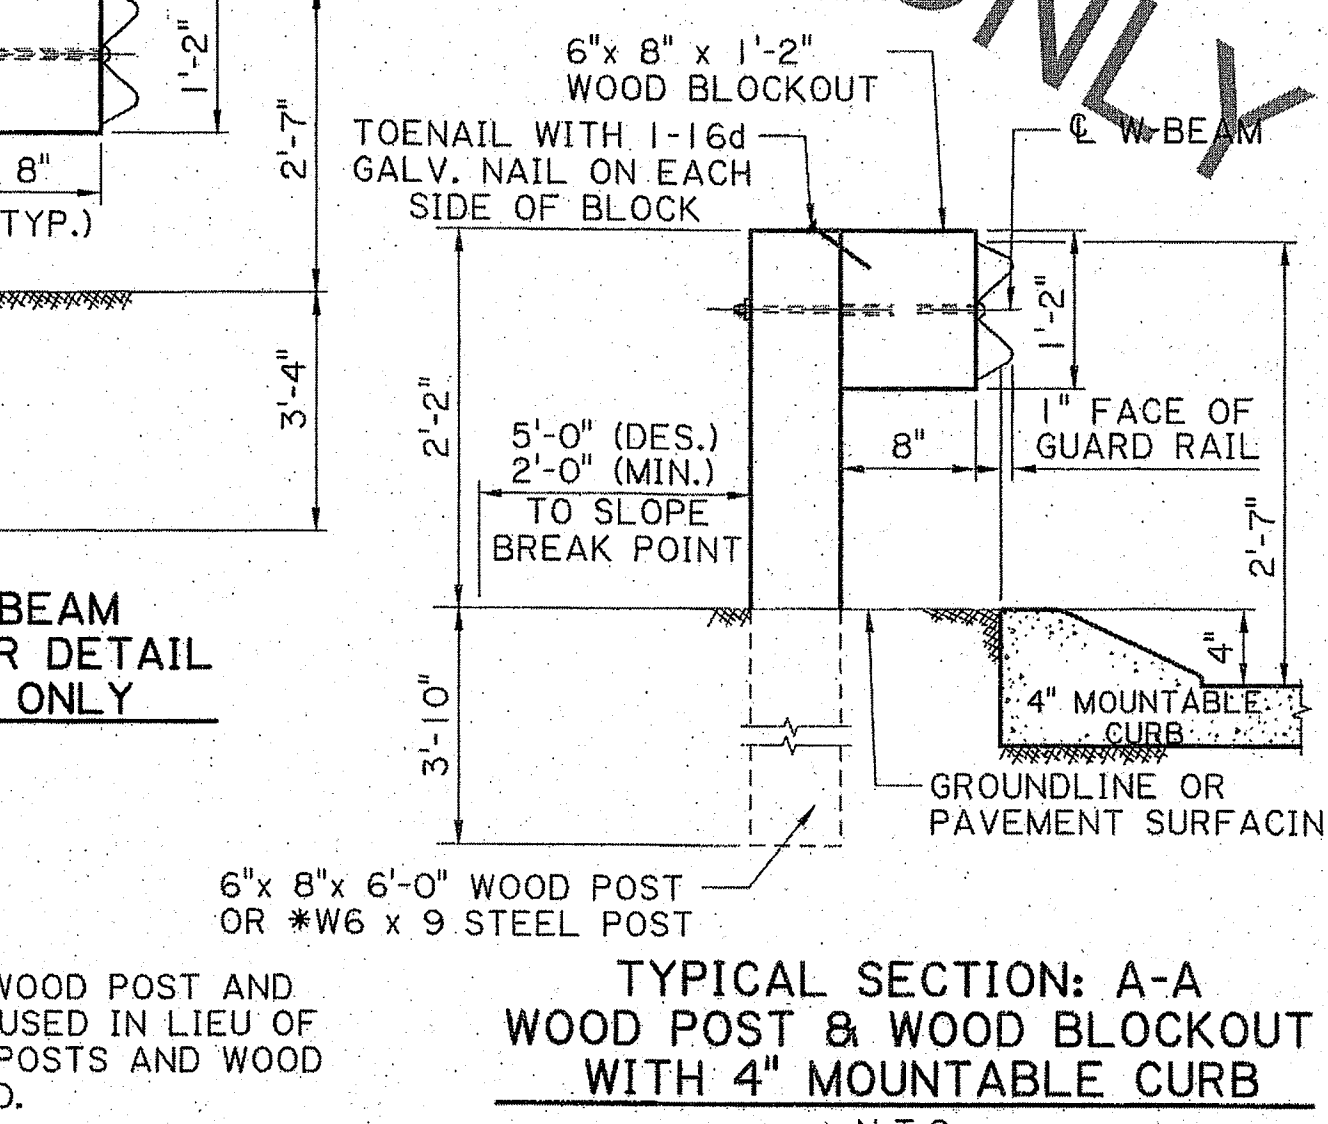 ONLY
1'-2"
2'-7"
8"
TYP.)
3'-4"
BEAM
R DETAIL
ONLY
WOOD POST AND
USED IN LIEU OF
POSTS AND WOOD
D.
6"x 8" x 1'-2"
WOOD BLOCKOUT
TOENAIL WITH 1-16d
GALV. NAIL ON EACH
SIDE OF BLOCK
℄ W-BEAM
1'-2"
2'-2"
5'-0" (DES.)
2'-0" (MIN.)
TO SLOPE
BREAK POINT
8"
1" FACE OF
GUARD RAIL
2'-7"
4"
4" MOUNTABLE
CURB
3'-10"
GROUNDLINE OR
PAVEMENT SURFACIN
6"x 8"x 6'-0" WOOD POST
OR *W6 x 9 STEEL POST
TYPICAL SECTION: A-A
WOOD POST & WOOD BLOCKOUT
WITH 4" MOUNTABLE CURB